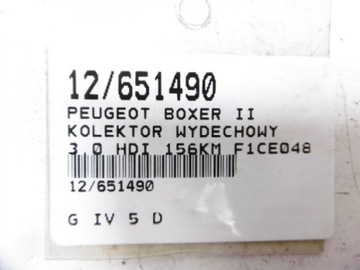 12/651490
PEUGEOT BOXER II
KOLEKTOR WYDECHOWY
3.0 HDI 156KM F1CE048
12/651490
G IV 5 D